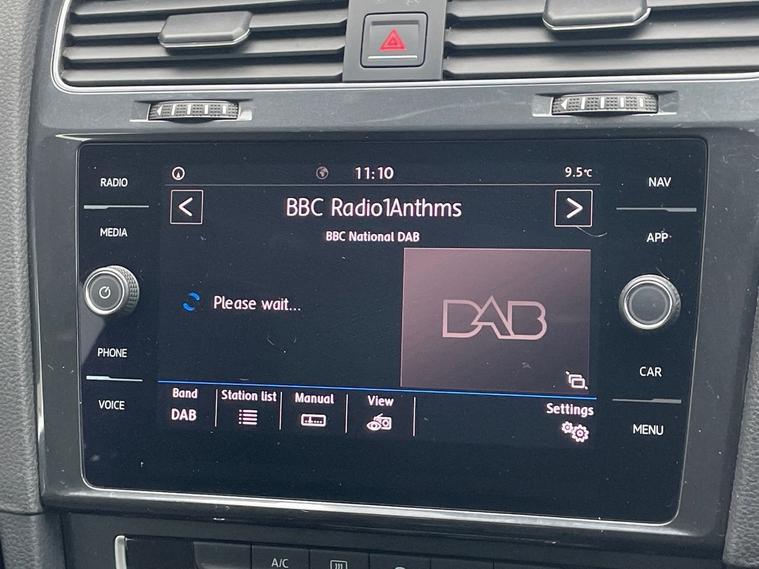 RADIO
MEDIA
PHONE
VOICE
11:10
9.5°C
BBC Radio1Anthms
BBC National DAB
Please wait...
DAB
Band
DAB
Station list
Manual
View
Settings
NAV
APP
CAR
MENU
A/C